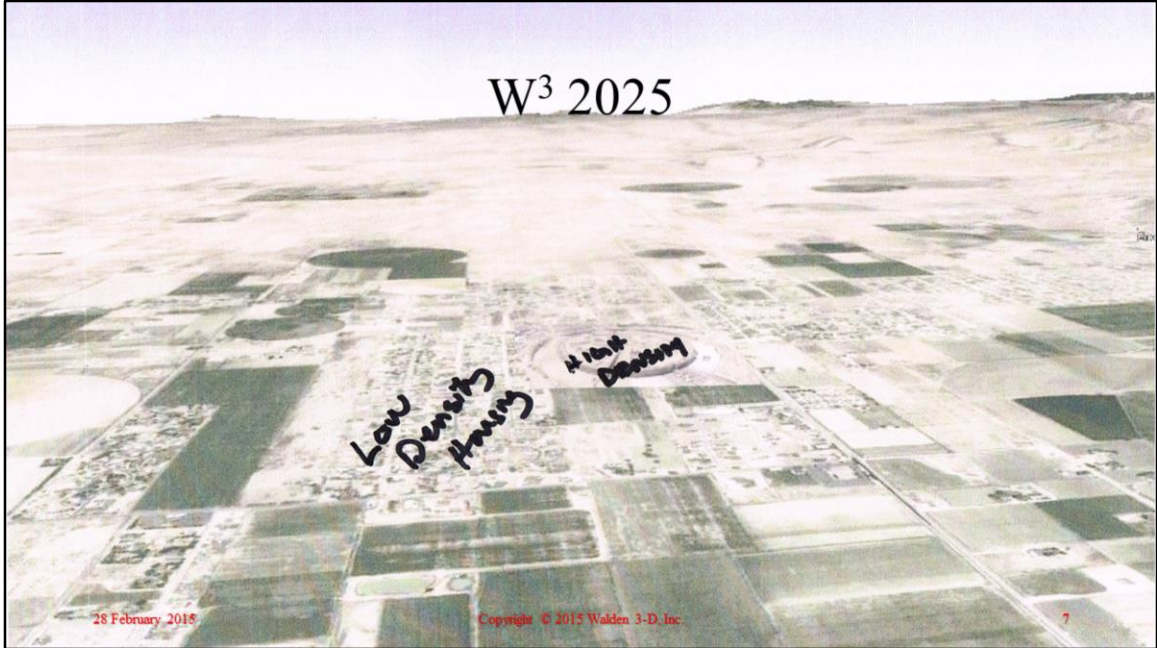 W³ 2025
HIGH
DENSITY
Low
Density
Housing
28 February 2015
Copyright © 2015 Walden 3-D, Inc.
7